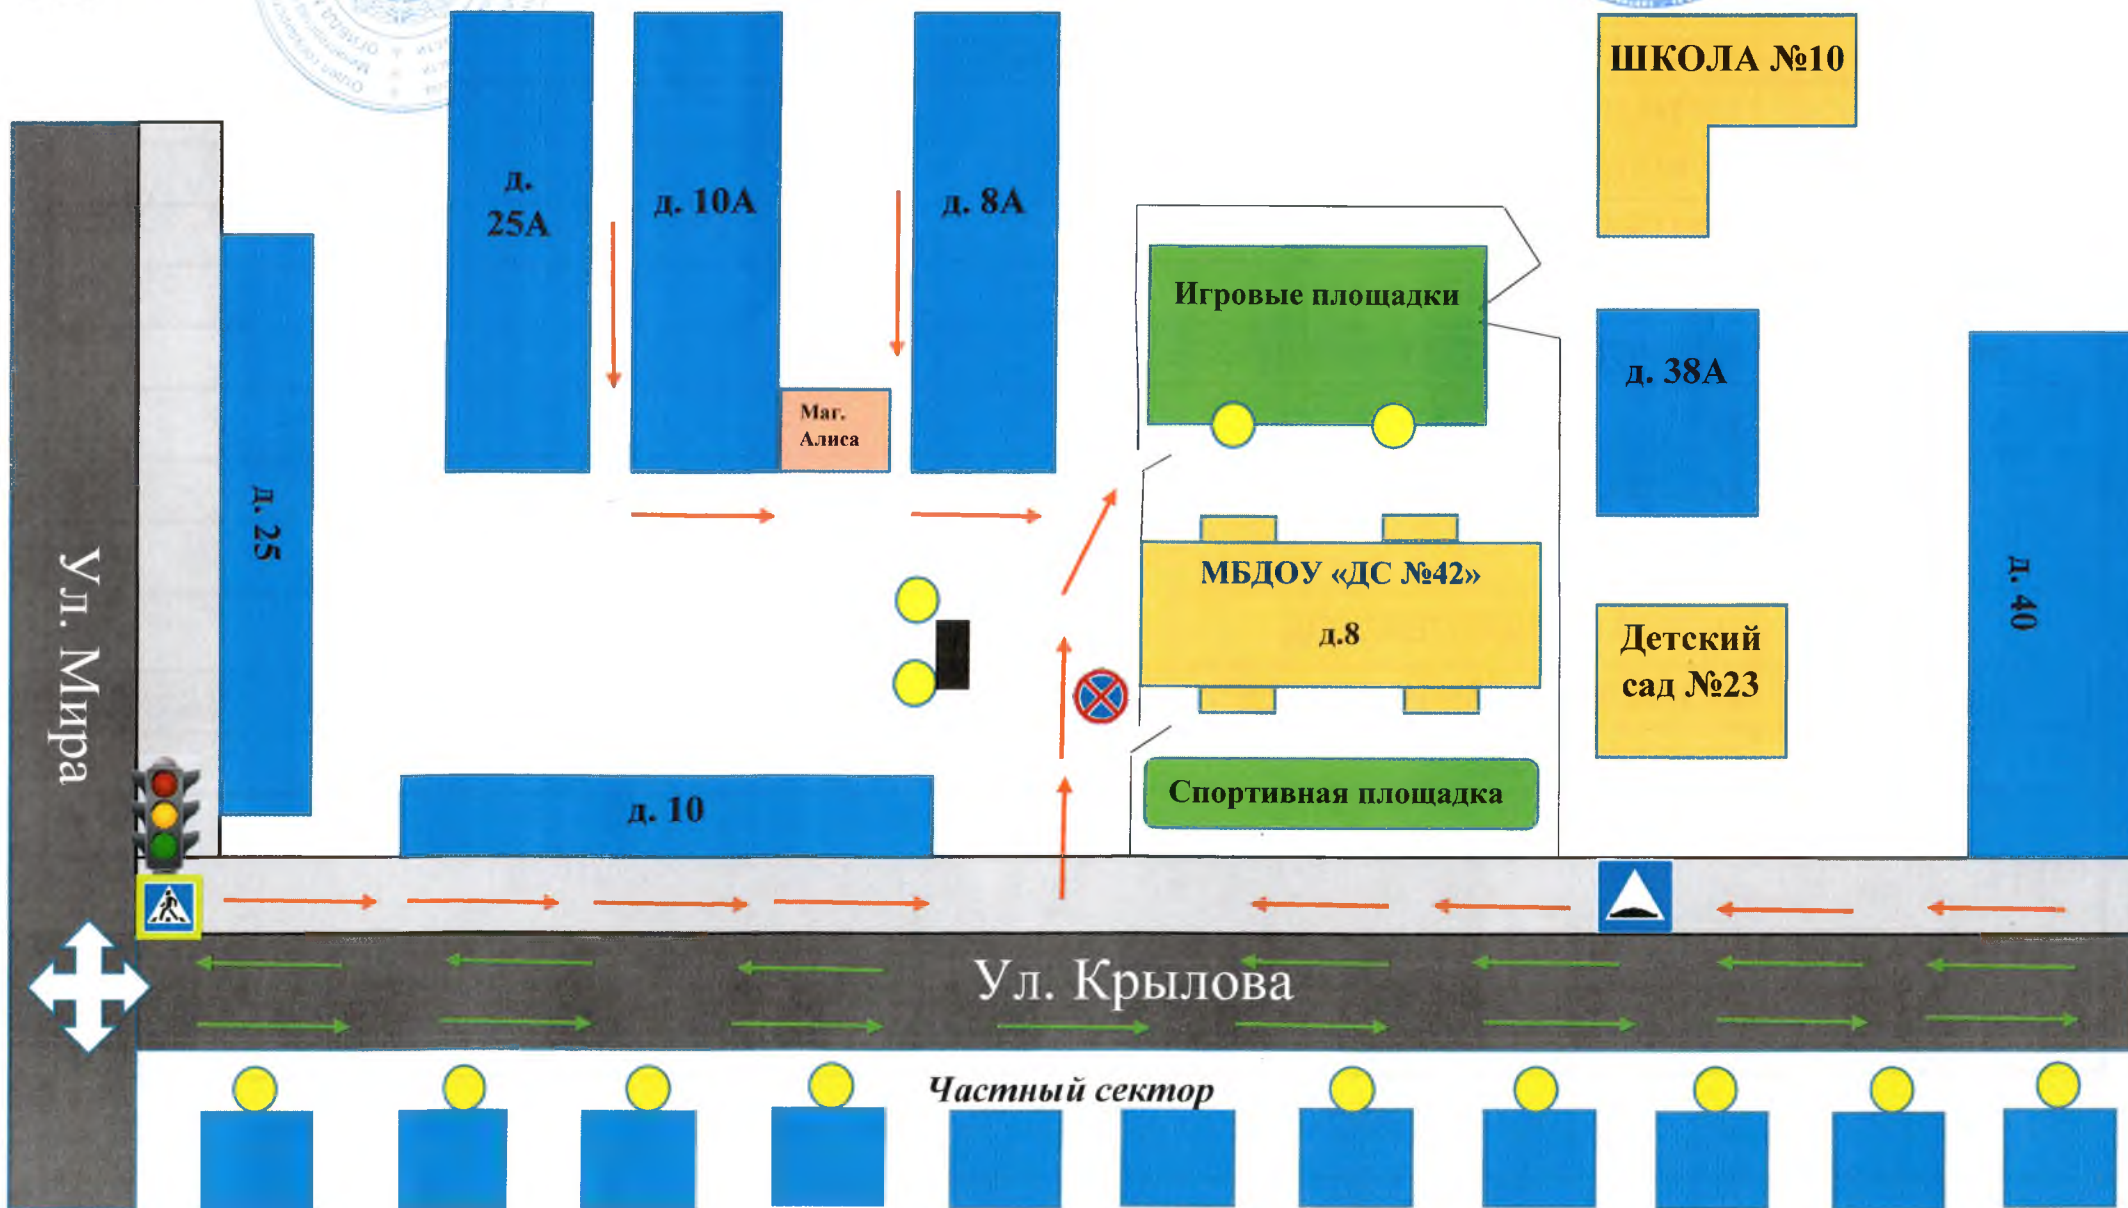 ШКОЛА №10
д.
25А
д. 10А
д. 8А
Игровые площадки
д. 38А
Маг.
Алиса
д. 25
МБДОУ «ДС №42»
д.8
д. 40
Детский
сад №23
Ул. Мира
Спортивная площадка
д. 10
Ул. Крылова
Частный сектор